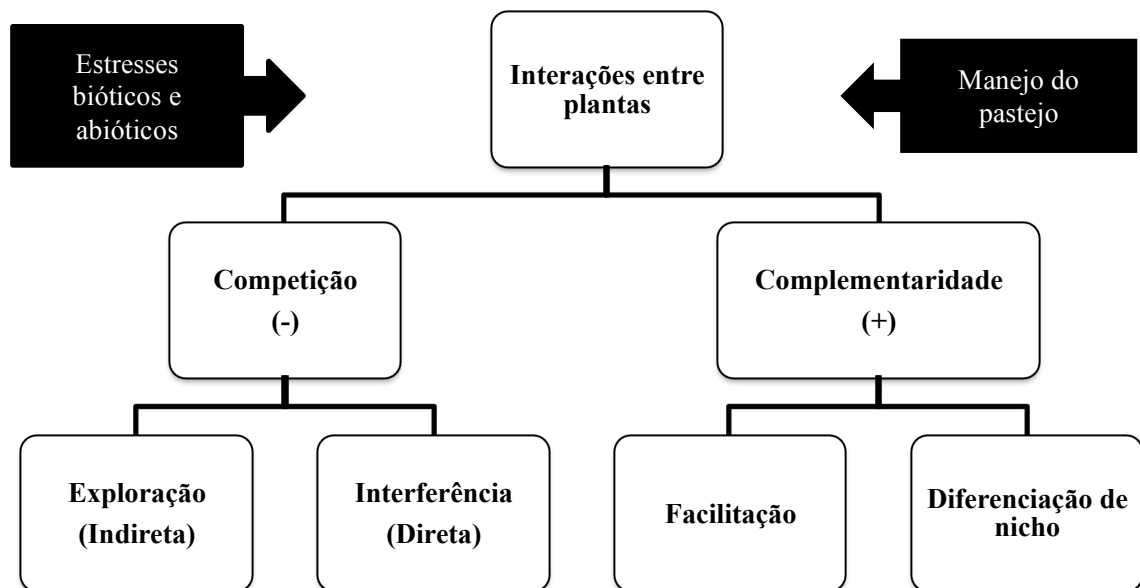 Estresses
bióticos e
abióticos
Interações entre
plantas
Manejo do
pastejo
Competição
(-)
Complementaridade
(+)
Exploração
(Indireta)
Interferência
(Direta)
Facilitação
Diferenciação de
nicho